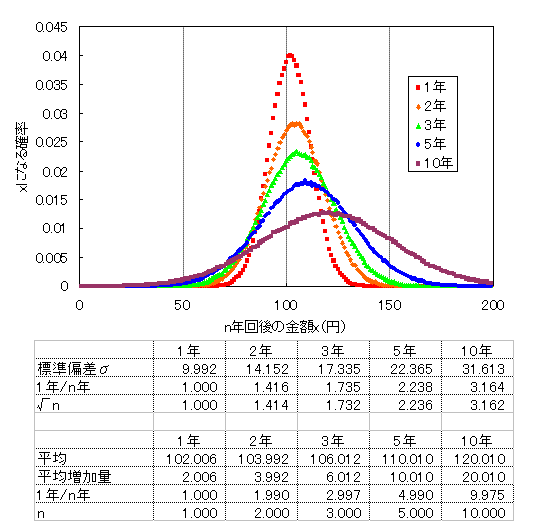 0.045
0.04
0.035
0.03
0.025
0.02
0.015
0.01
0.005
0
xになる確率
1年
2年
3年
5年
10年
0 50 100 150 200
n年回後の金額x(円)
1年 2年 3年 5年 10年
標準偏差σ 9.992 14.152 17.335 22.365 31.613
1年/n年 1.000 1.416 1.735 2.238 3.164
√n 1.000 1.414 1.732 2.236 3.162
1年 2年 3年 5年 10年
平均 102.006 103.992 106.012 110.010 120.010
平均増加量 2.006 3.992 6.012 10.010 20.010
1年/n年 1.000 1.990 2.997 4.990 9.975
n 1.000 2.000 3.000 5.000 10.000